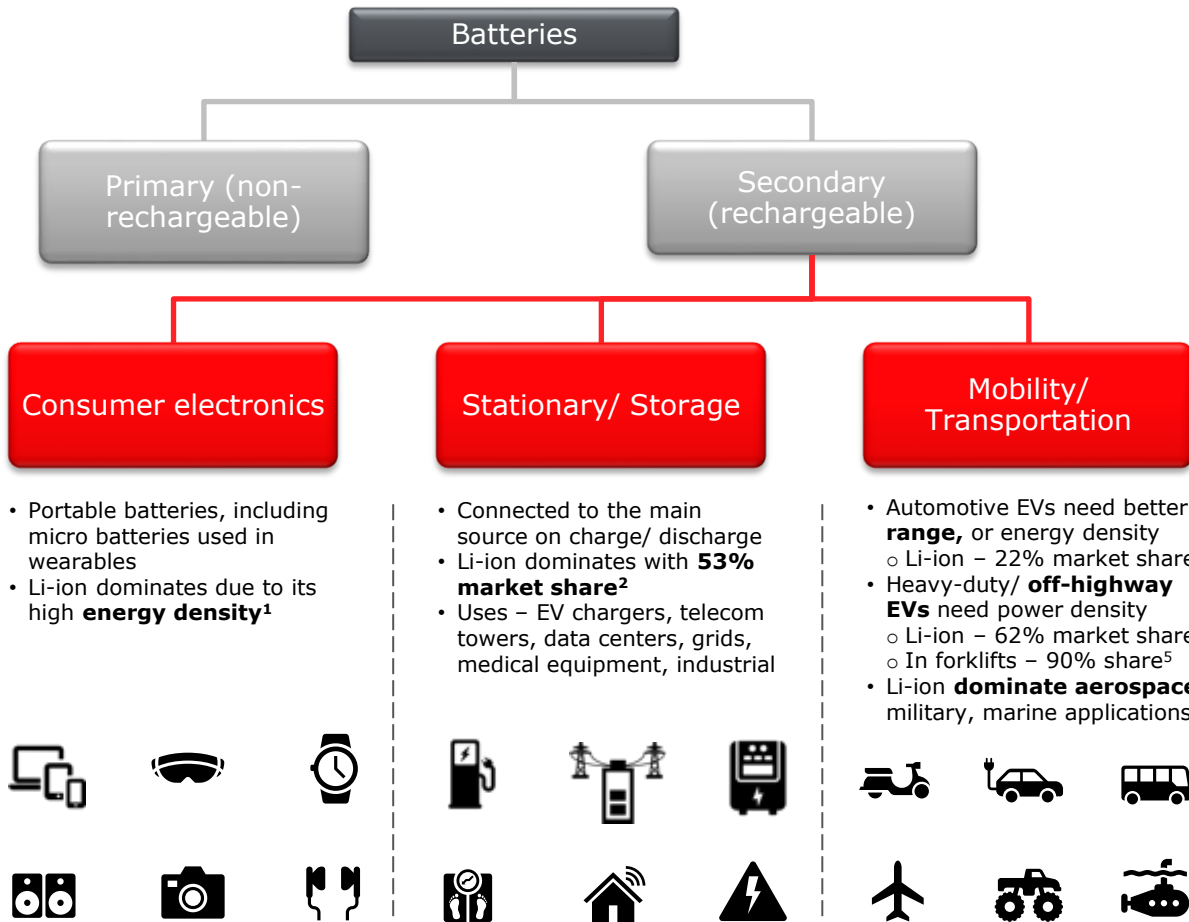 Batteries
Primary (non-
rechargeable)
Secondary
(rechargeable)
Consumer electronics
Stationary/ Storage
Mobility/
Transportation
• Portable batteries, including
micro batteries used in
wearables
• Li-ion dominates due to its
high energy density¹
• Connected to the main
source on charge/ discharge
• Li-ion dominates with 53%
market share²
• Uses – EV chargers, telecom
towers, data centers, grids,
medical equipment, industrial
• Automotive EVs need better
range, or energy density
o Li-ion – 22% market share
• Heavy-duty/ off-highway
EVs need power density
o Li-ion – 62% market share
o In forklifts – 90% share⁵
• Li-ion dominate aerospace
military, marine applications